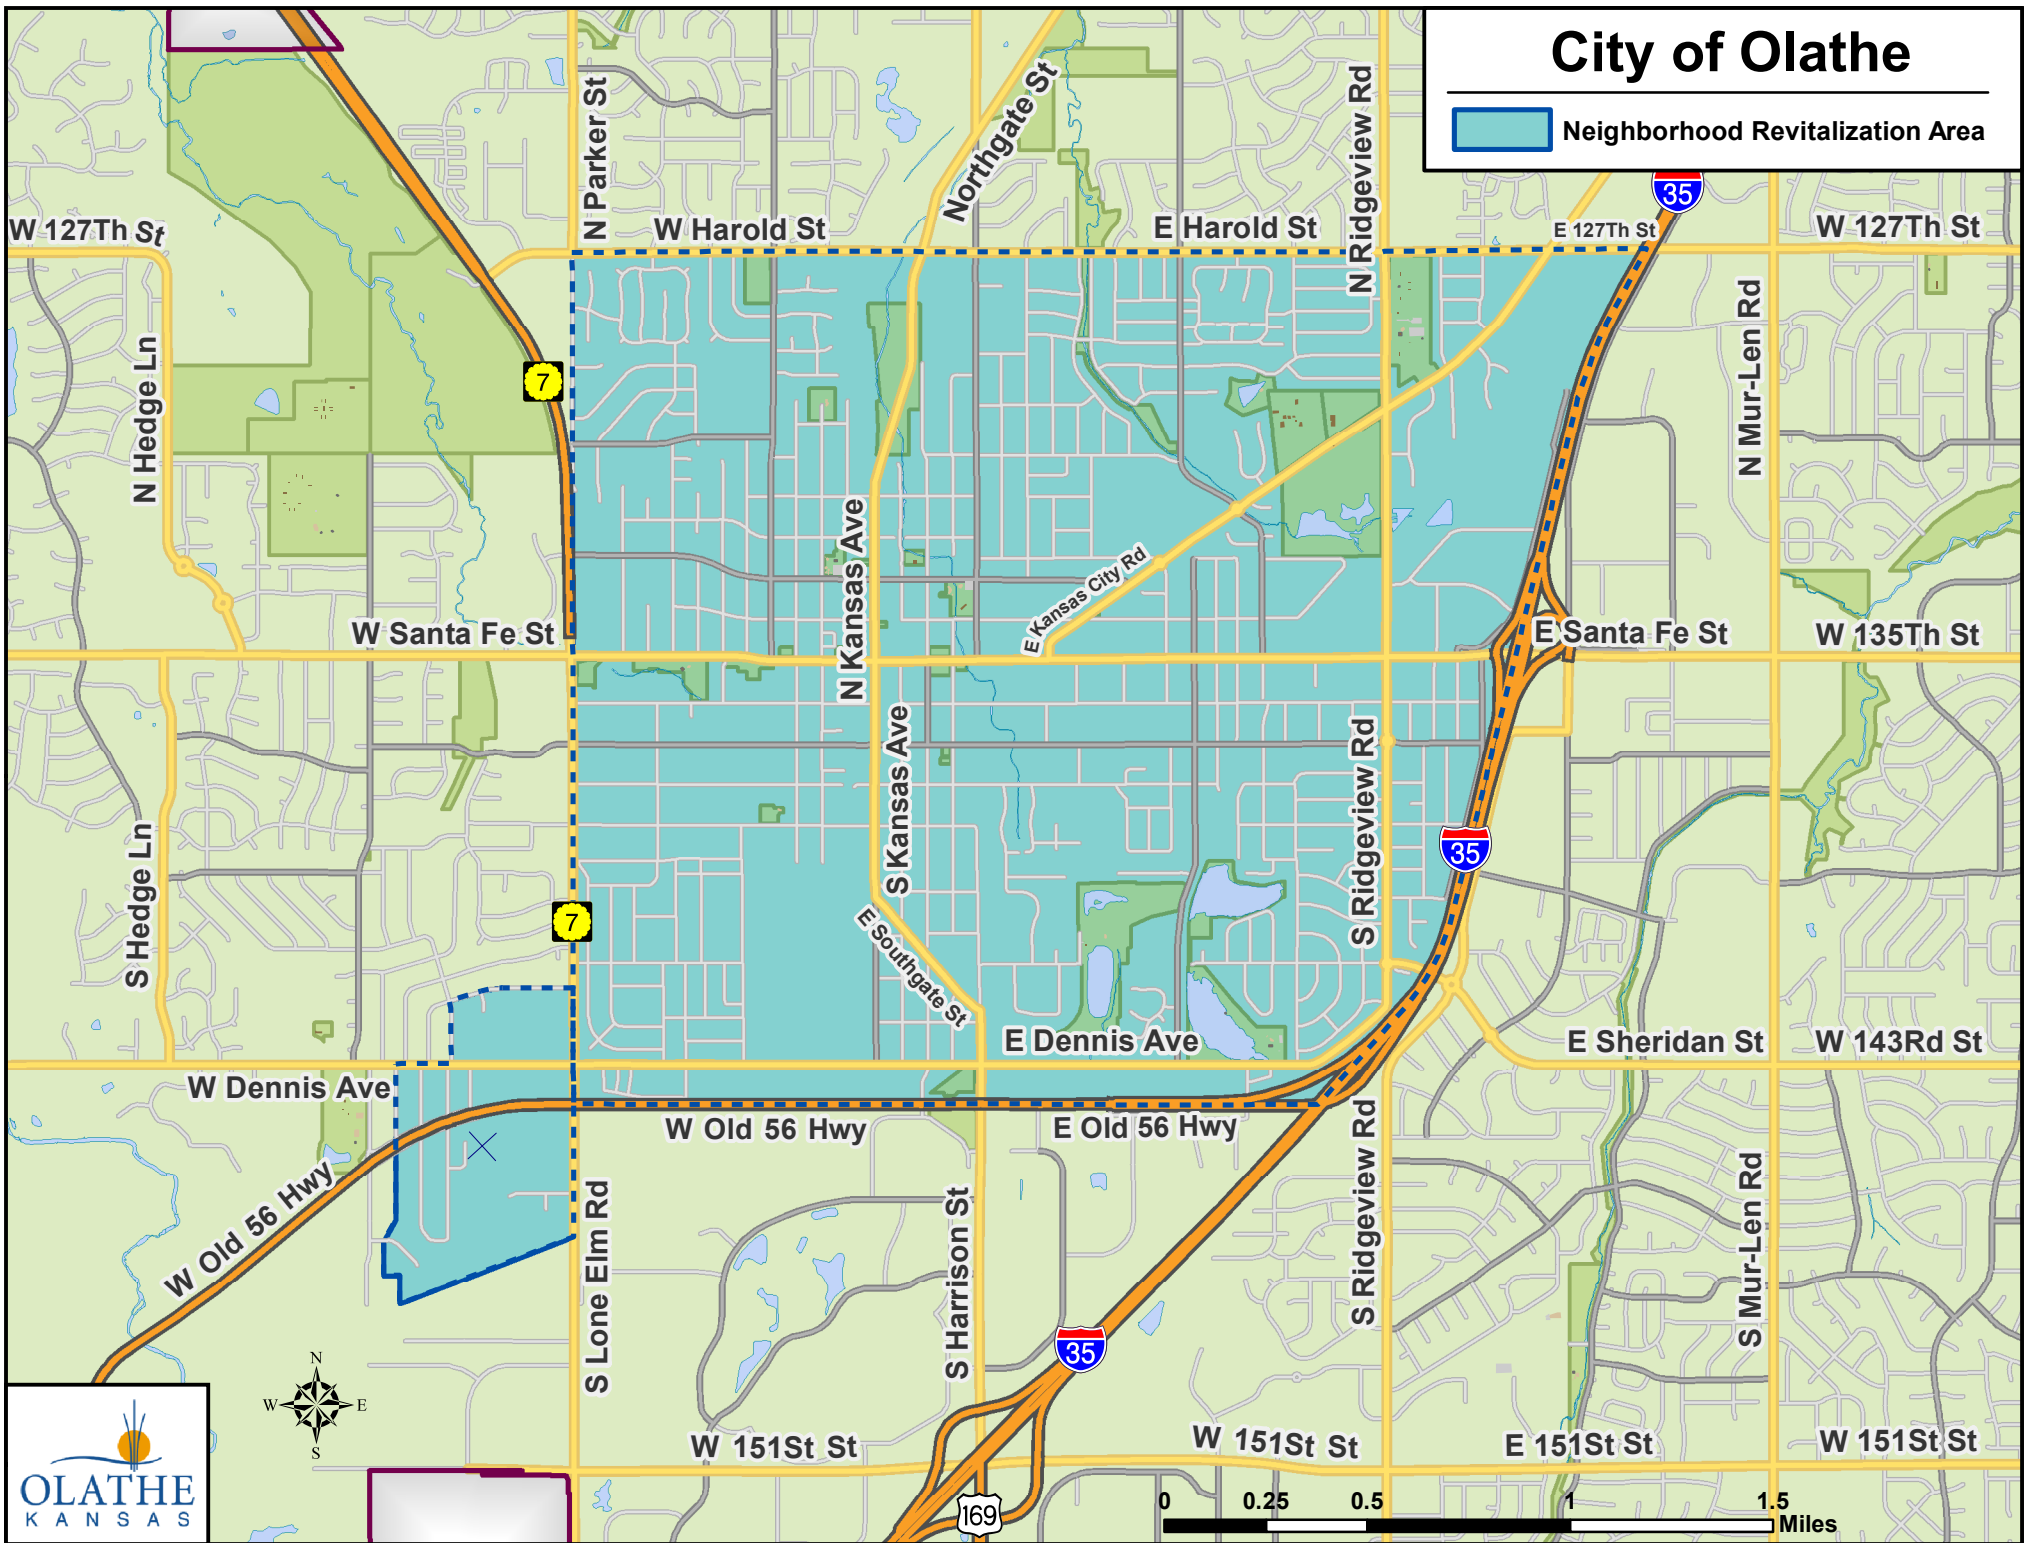 City of Olathe
Neighborhood Revitalization Area
35
N Parker St
Northgate St
N Ridgeview Rd
W 127Th St
W Harold St
E Harold St
E 127Th St
W 127Th St
N Hedge Ln
7
N Mur-Len Rd
N Kansas Ave
E Kansas City Rd
W Santa Fe St
E Santa Fe St
W 135Th St
S Kansas Ave
S Ridgeview Rd
35
S Hedge Ln
7
E Southgate St
E Dennis Ave
E Sheridan St
W 143Rd St
W Dennis Ave
W Old 56 Hwy
E Old 56 Hwy
W Old 56 Hwy
S Lone Elm Rd
S Harrison St
S Ridgeview Rd
S Mur-Len Rd
35
N
W E
S
W 151St St
W 151St St
E 151St St
W 151St St
OLATHE
KANSAS
169
0 0.25 0.5 1 1.5
Miles